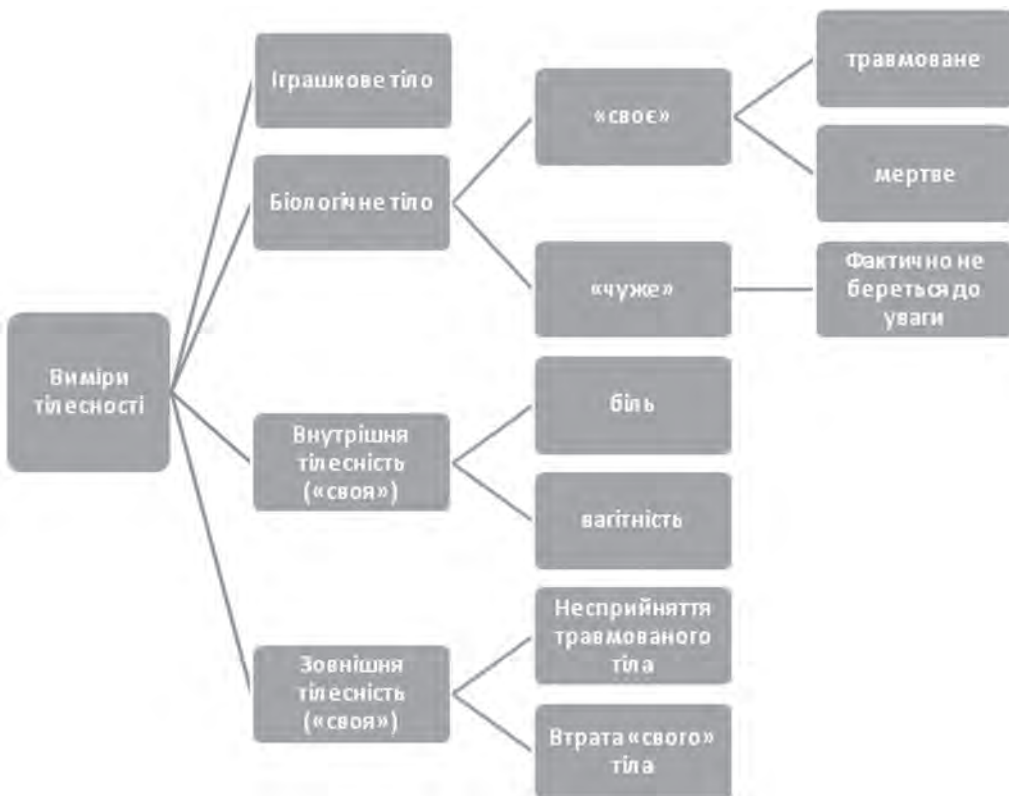 Виміри
тілесності
Іграшкове тіло
Біологічне тіло
«своє»
травмоване
мертве
«чуже»
Фактично не
береться до
уваги
Внутрішня
тілесність
(«своя»)
біль
вагітність
Зовнішня
тілесність
(«своя»)
Несприйняття
травмованого
тіла
Втрата «свого»
тіла